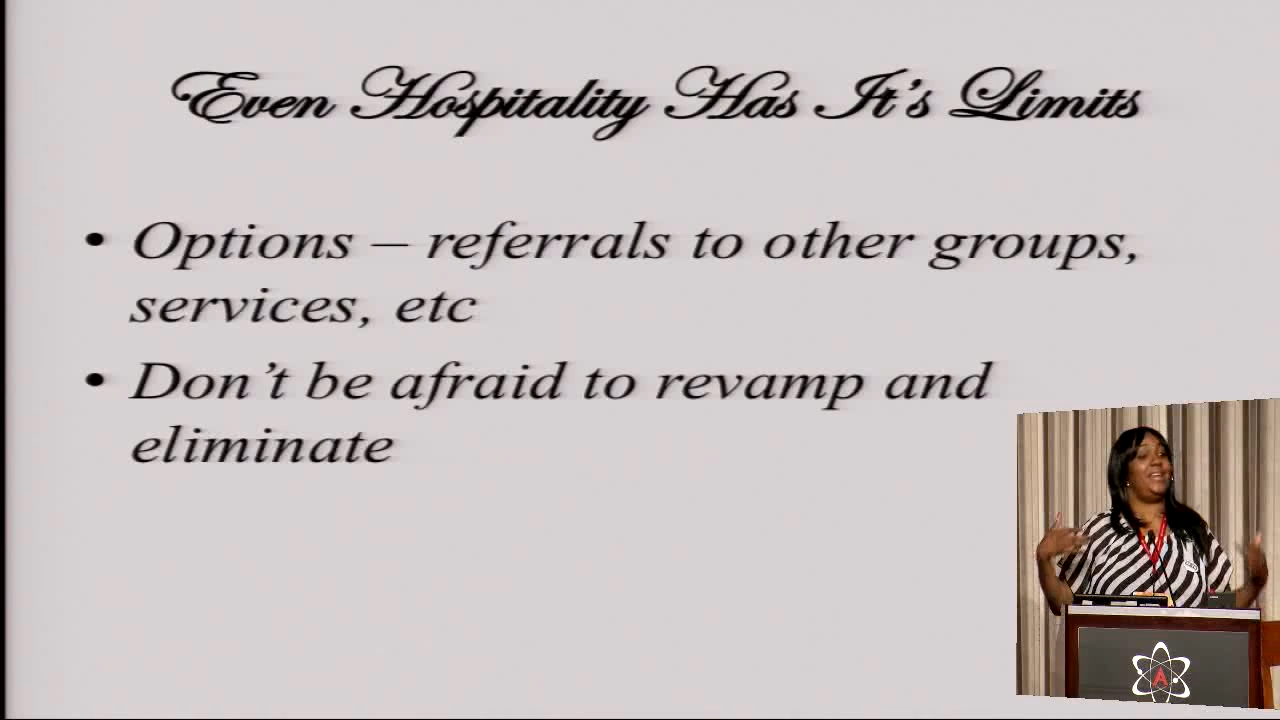 Even Hospitality Has It's Limits
• Options – referrals to other groups,
services, etc
• Don't be afraid to revamp and
eliminate
A